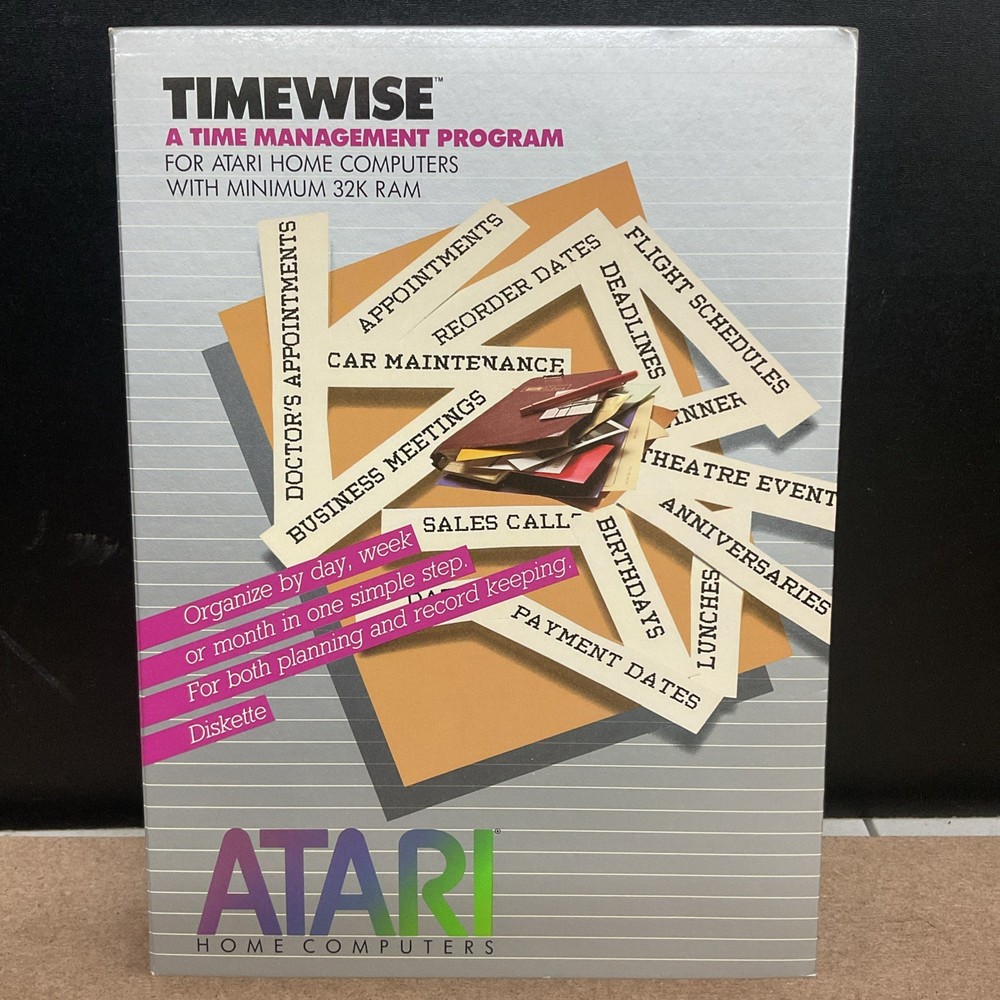 TIMEWISE™
A TIME MANAGEMENT PROGRAM
FOR ATARI HOME COMPUTERS
WITH MINIMUM 32K RAM
DOCTOR'S APPOINTMENTS
APPOINTMENTS
REORDER DATES
DEADLINES
FLIGHT SCHEDULES
CAR MAINTENANCE
BUSINESS MEETINGS
INNER
THEATRE EVENT
SALES CALL
ANNIVERSARIES
BIRTHDAYS
LUNCHES
PAYMENT DATES
Organize by day, week
or month in one simple step.
For both planning and record keeping.
Diskette
ATARI®
HOME COMPUTERS